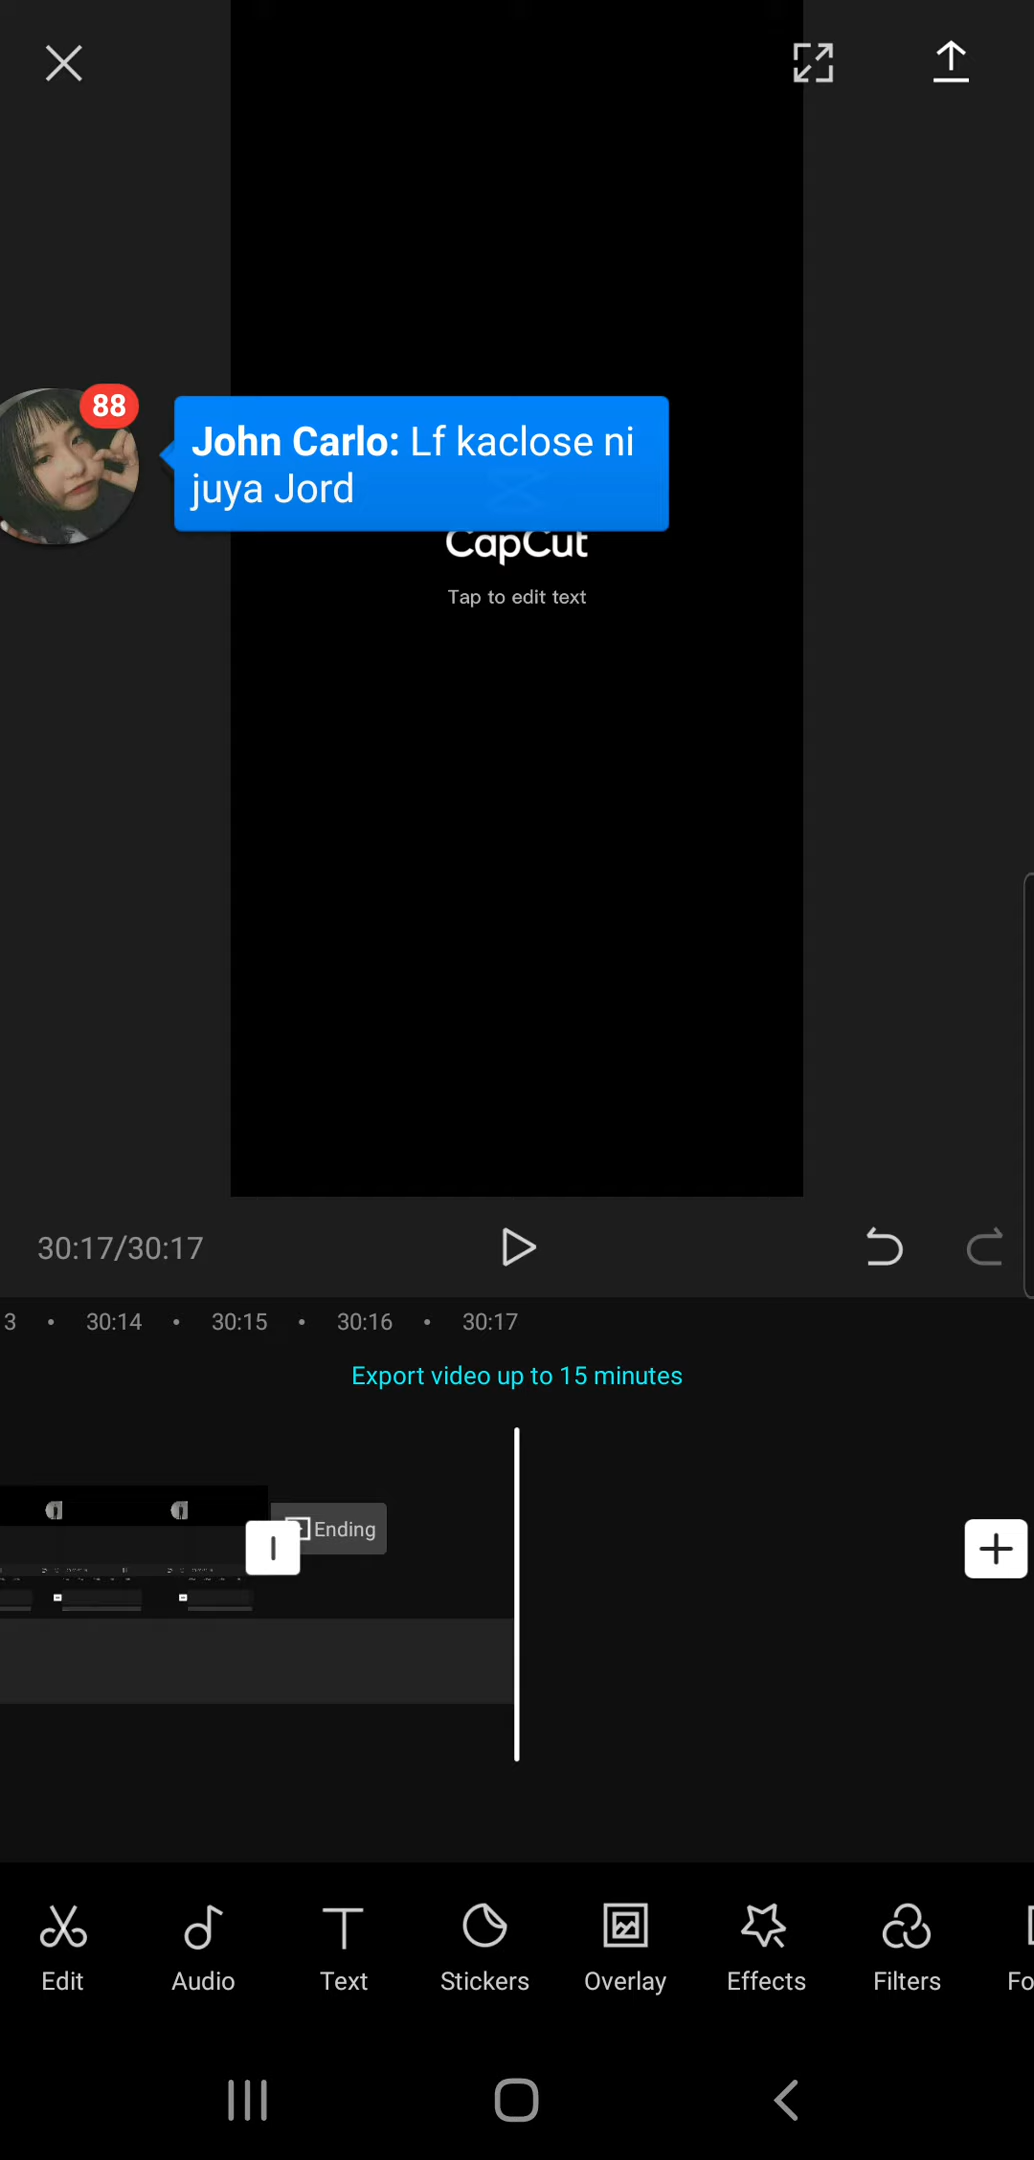 88
John Carlo: Lf kaclose ni
juya Jord
CapCut
Tap to edit text
30:17/30:17
3 • 30:14 • 30:15 • 30:16 • 30:17
Export video up to 15 minutes
Ending
Edit Audio Text Stickers Overlay Effects Filters Fo